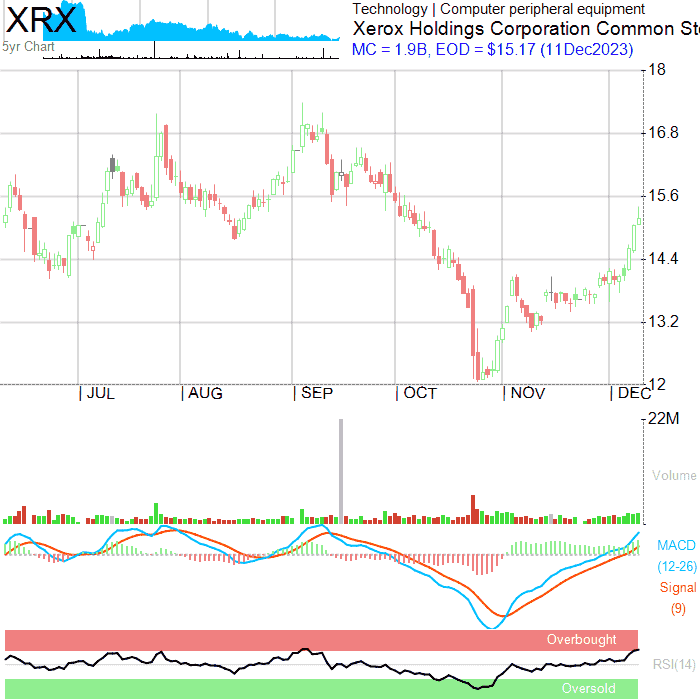 XRX
5yr Chart
Technology | Computer peripheral equipment
Xerox Holdings Corporation Common St
MC = 1.9B, EOD = $15.17 (11Dec2023)
18
16.8
15.6
14.4
13.2
12
| JUL | AUG | SEP | OCT | NOV | DEC
22M
Volume
MACD
(12-26)
Signal
(9)
Overbought
RSI(14)
Oversold